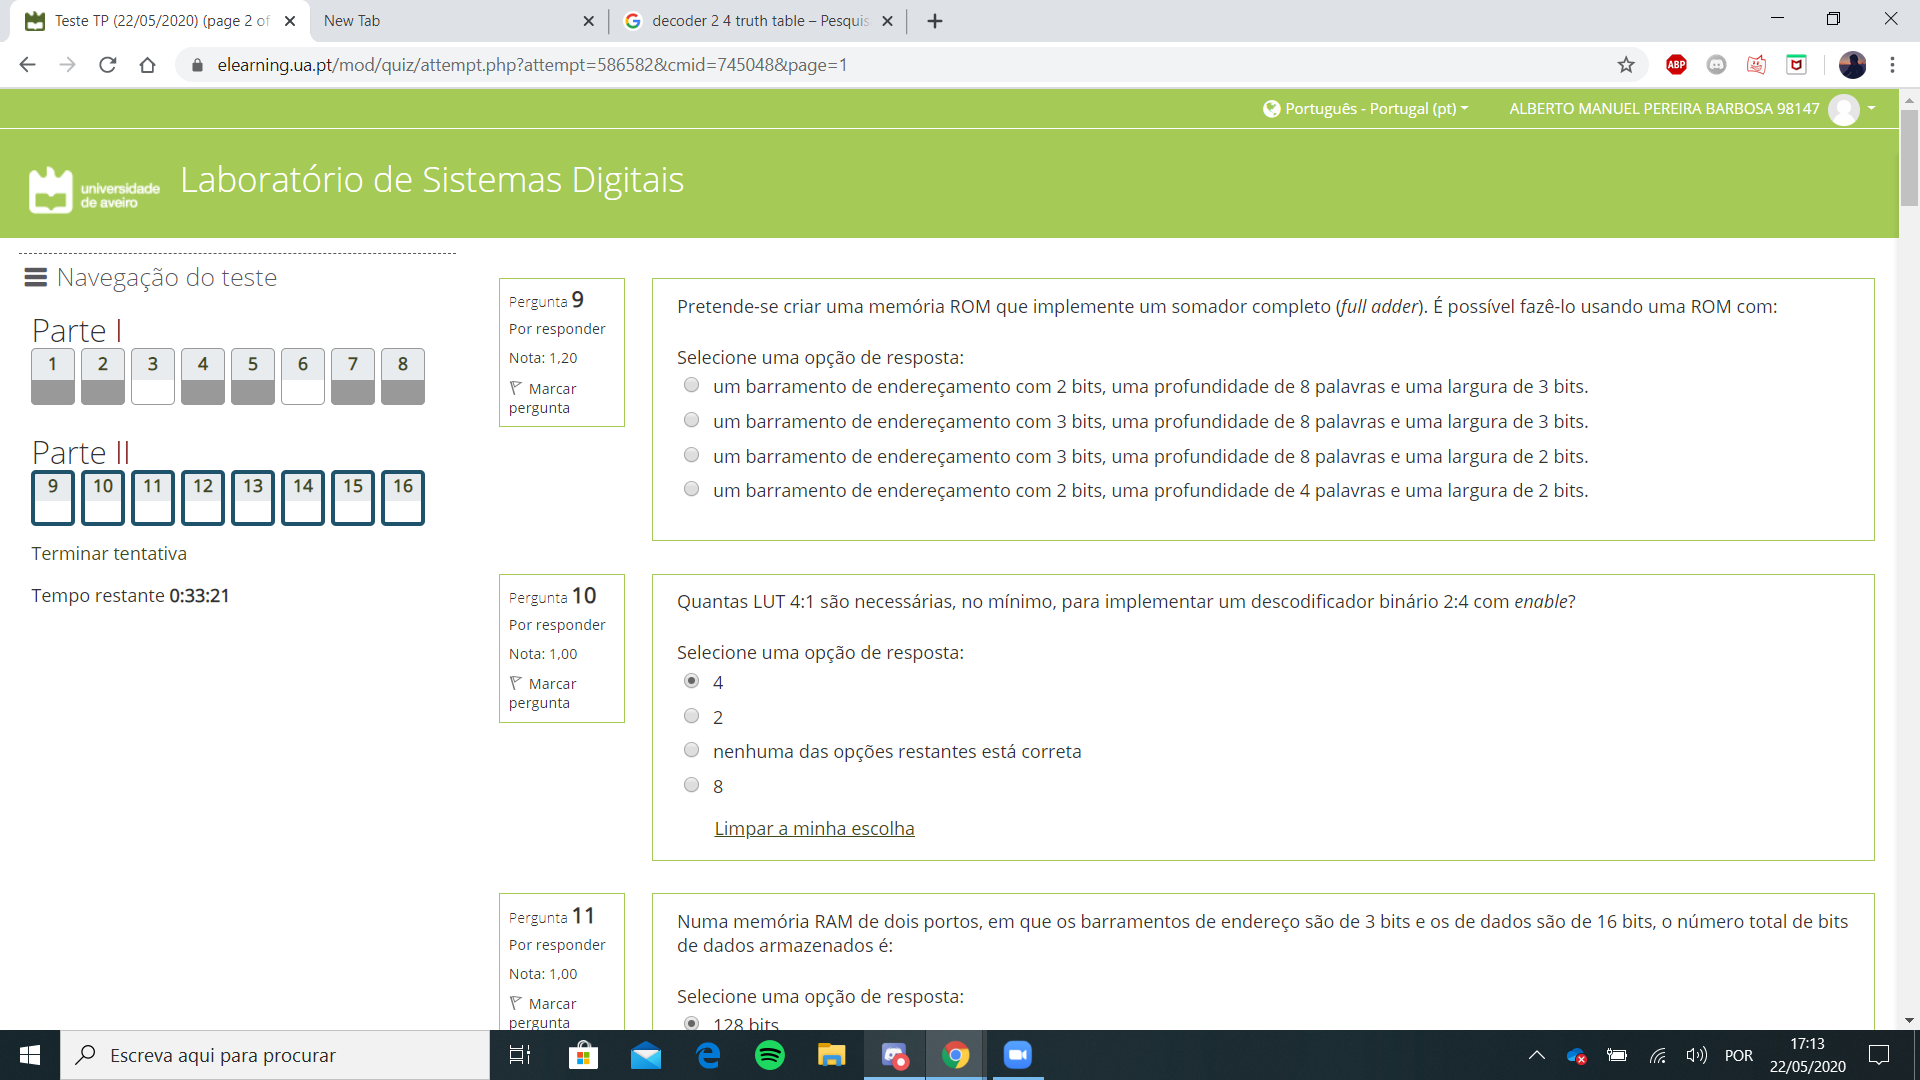 Teste TP (22/05/2020) (page 2 of
New Tab
decoder 2 4 truth table – Pesquis
elearning.ua.pt/mod/quiz/attempt.php?attempt=586582&cmid=745048&page=1
ABP
Português - Portugal (pt)
ALBERTO MANUEL PEREIRA BARBOSA 98147
universidade
de aveiro
Laboratório de Sistemas Digitais
Navegação do teste
Parte I
1 2 3 4 5 6 7 8
Parte II
9 10 11 12 13 14 15 16
Terminar tentativa
Tempo restante 0:33:21
Pergunta 9
Por responder
Nota: 1,20
Marcar
pergunta
Pretende-se criar uma memória ROM que implemente um somador completo (full adder). É possível fazê-lo usando uma ROM com:
Selecione uma opção de resposta:
um barramento de endereçamento com 2 bits, uma profundidade de 8 palavras e uma largura de 3 bits.
um barramento de endereçamento com 3 bits, uma profundidade de 8 palavras e uma largura de 3 bits.
um barramento de endereçamento com 3 bits, uma profundidade de 8 palavras e uma largura de 2 bits.
um barramento de endereçamento com 2 bits, uma profundidade de 4 palavras e uma largura de 2 bits.
Pergunta 10
Por responder
Nota: 1,00
Marcar
pergunta
Quantas LUT 4:1 são necessárias, no mínimo, para implementar um descodificador binário 2:4 com enable?
Selecione uma opção de resposta:
4
2
nenhuma das opções restantes está correta
8
Limpar a minha escolha
Pergunta 11
Por responder
Nota: 1,00
Marcar
pergunta
Numa memória RAM de dois portos, em que os barramentos de endereço são de 3 bits e os de dados são de 16 bits, o número total de bits
de dados armazenados é:
Selecione uma opção de resposta:
128 bits
Escreva aqui para procurar
POR
17:13
22/05/2020